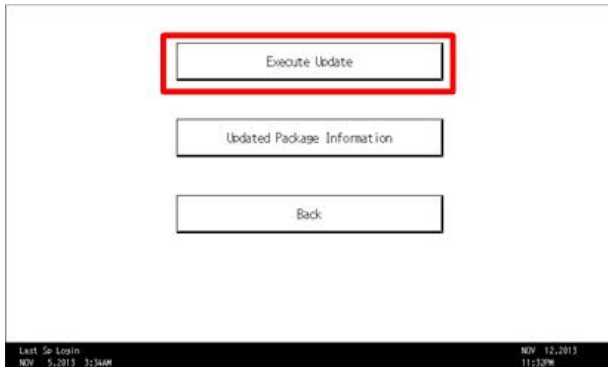 Execute Update
Updated Package Information
Back
Last Sp Login
NOV 5,2013 3:34AM
NOV 12,2013
11:32PM